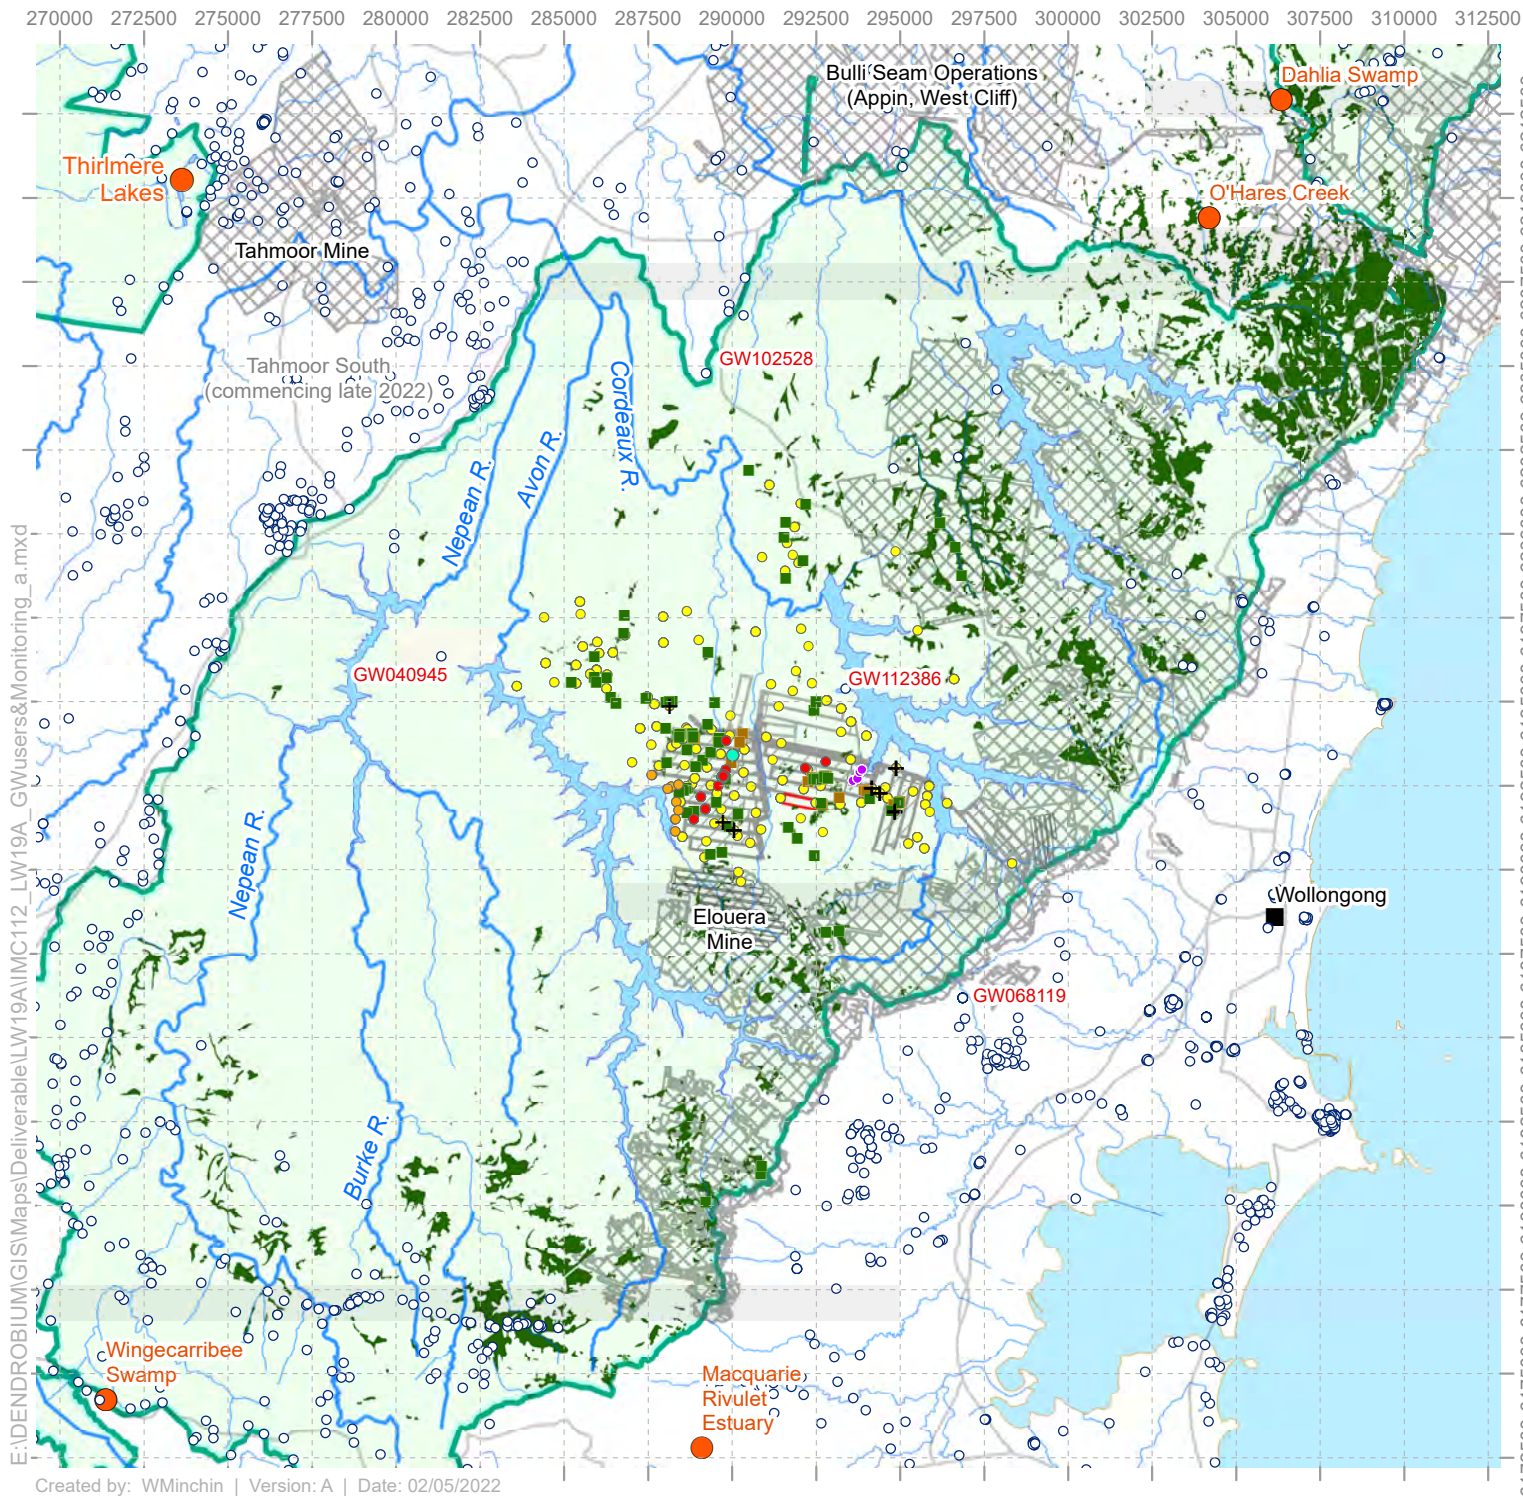 270000 272500 275000 277500 280000 282500 285000 287500 290000 292500 295000 297500 300000 302500 305000 307500 310000 312500
Bulli Seam Operations
(Appin, West Cliff)
Dahlia Swamp
Thirlmere
Lakes
O'Hares Creek
Tahmoor Mine
GW102528
Tahmoor South
(commencing late 2022)
Cordeaux R.
Avon R.
Nepean R.
GW040945
GW112386
Nepean R.
Elouera
Mine
Wollongong
GW068119
Burke R.
Wingecarribee
Swamp
Macquarie
Rivulet
Estuary
E:\DENDROBIUM\GIS\Maps\Deliverable\LW19A\IMC112_LW19A_GWusers&Monitoring_a.mxd
Created by: WMinchin | Version: A | Date: 02/05/2022